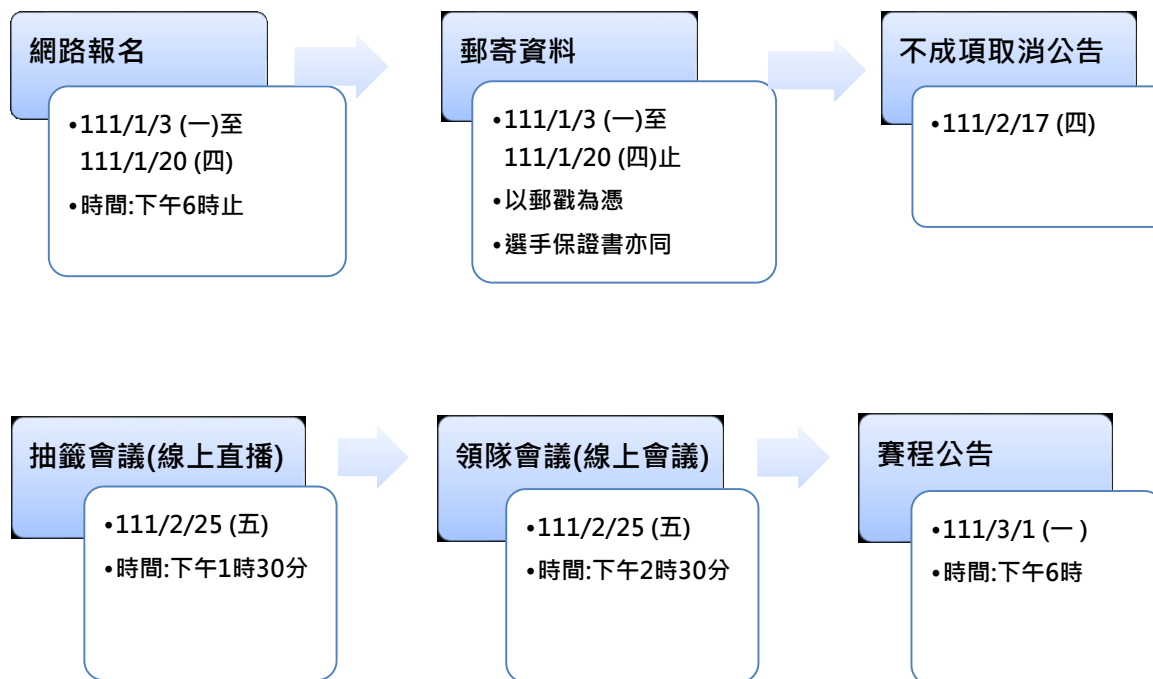 網路報名
•111/1/3 (一)至
111/1/20 (四)
•時間:下午6時止
郵寄資料
•111/1/3 (一)至
111/1/20 (四)止
•以郵戳為憑
•選手保證書亦同
不成項取消公告
•111/2/17 (四)
抽籤會議(線上直播)
•111/2/25 (五)
•時間:下午1時30分
領隊會議(線上會議)
•111/2/25 (五)
•時間:下午2時30分
賽程公告
•111/3/1 (一 )
•時間:下午6時